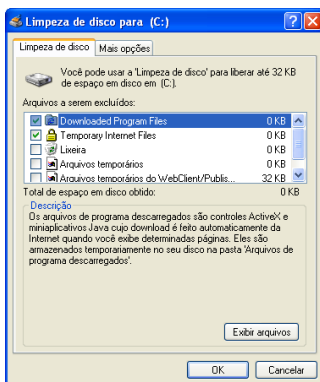 Limpeza de disco para (C:)
Limpeza de disco Mais opções
Você pode usar a 'Limpeza de disco' para liberar até 32 KB
de espaço em disco em (C:).
Arquivos a serem excluídos:
Downloaded Program Files 0 KB
Temporary Internet Files 0 KB
Lixeira 0 KB
Arquivos temporários 0 KB
Arquivos temporários do WebClient/Publis... 32 KB
Total de espaço em disco obtido: 0 KB
Descrição
Os arquivos de programa descarregados são controles ActiveX e
miniaplicativos Java cujo download é feito automaticamente da
Internet quando você exibe determinadas páginas. Eles são
armazenados temporariamente no seu disco na pasta 'Arquivos de
programa descarregados'.
Exibir arquivos
OK Cancelar